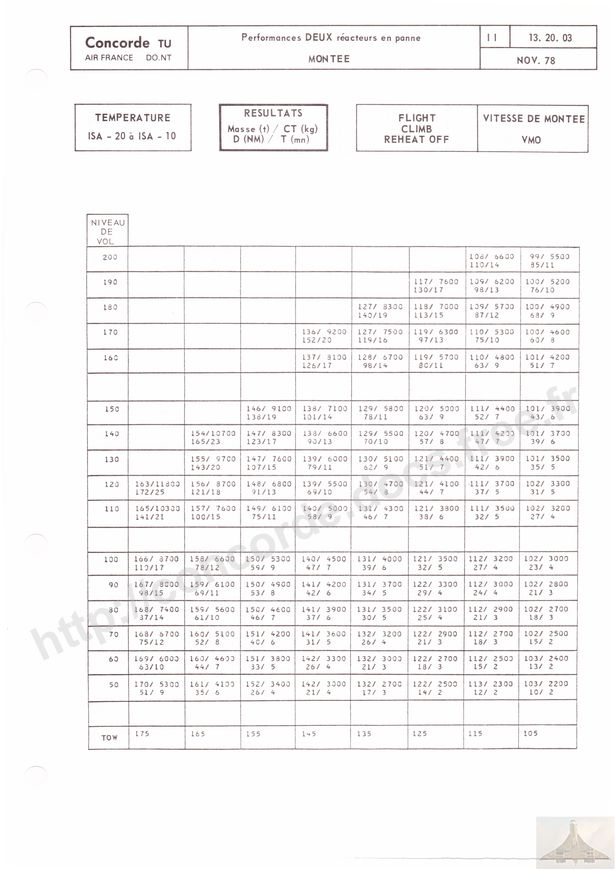 Concorde TU
AIR FRANCE DO.NT
Performances DEUX réacteurs en panne
MONTEE
11
13. 20. 03
NOV. 78
TEMPERATURE
ISA - 20 à ISA - 10
RESULTATS
Masse (t) / CT (kg)
D (NM) / T (mn)
FLIGHT
CLIMB
REHEAT OFF
VITESSE DE MONTEE
VMO
NIVEAU
DE
VOL
200 108/ 6600 99/ 5500
110/14 85/11
190 117/ 7600 109/ 6200 100/ 5200
130/17 98/13 76/10
180 127/ 8300 118/ 7000 109/ 5700 100/ 4900
140/19 113/15 87/12 68/ 9
170 136/ 9200 127/ 7500 119/ 6300 110/ 5300 100/ 4600
152/20 119/16 97/13 75/10 60/ 8
160 137/ 8100 128/ 6700 119/ 5700 110/ 4800 101/ 4200
126/17 98/14 80/11 63/ 9 51/ 7
150 146/ 9100 138/ 7100 129/ 5800 120/ 5000 111/ 4400 101/ 3900
138/19 101/14 78/11 63/ 9 52/ 7 43/ 6
140 154/10700 147/ 8300 138/ 6600 129/ 5500 120/ 4700 111/ 4200 101/ 3700
165/23 123/17 90/13 70/10 57/ 8 47/ 39/ 6
130 155/ 9700 147/ 7600 139/ 6000 130/ 5100 121/ 4400 111/ 3900 101/ 3500
143/20 107/15 79/11 62/ 9 51/ 7 42/ 6 35/ 5
120 163/11800 156/ 8700 148/ 6800 139/ 5500 130/ 4700 121/ 4100 111/ 3700 102/ 3300
172/25 121/18 91/13 69/10 54/ 8 44/ 7 37/ 5 31/ 5
110 165/10300 157/ 7600 149/ 6100 140/ 5000 131/ 4300 121/ 3800 111/ 3500 102/ 3200
141/21 100/15 75/11 58/ 9 46/ 7 38/ 6 32/ 5 27/ 4
100 166/ 8700 158/ 6600 150/ 5300 140/ 4500 131/ 4000 121/ 3500 112/ 3200 102/ 3000
110/17 78/12 59/ 9 47/ 7 39/ 6 32/ 5 27/ 4 23/ 4
90 167/ 8000 159/ 6100 150/ 4900 141/ 4200 131/ 3700 122/ 3300 112/ 3000 102/ 2800
98/15 69/11 53/ 8 42/ 6 34/ 5 29/ 4 24/ 4 21/ 3
80 168/ 7400 159/ 5600 150/ 4600 141/ 3900 131/ 3500 122/ 3100 112/ 2900 102/ 2700
37/14 61/10 46/ 7 37/ 6 30/ 5 25/ 4 21/ 3 18/ 3
70 168/ 6700 160/ 5100 151/ 4200 141/ 3600 132/ 3200 122/ 2900 112/ 2700 102/ 2500
75/12 52/ 8 40/ 6 31/ 5 26/ 4 21/ 3 18/ 3 15/ 2
60 169/ 6000 160/ 4600 151/ 3800 142/ 3300 132/ 3000 122/ 2700 112/ 2500 103/ 2400
63/10 44/ 7 33/ 5 26/ 4 21/ 3 18/ 3 15/ 2 13/ 2
50 170/ 5300 161/ 4100 152/ 3400 142/ 3000 132/ 2700 122/ 2500 113/ 2300 103/ 2200
51/ 9 35/ 6 26/ 4 21/ 4 17/ 3 14/ 2 12/ 2 10/ 2
TOW 175 165 155 145 135 125 115 105
http://concorde.docs.free.fr